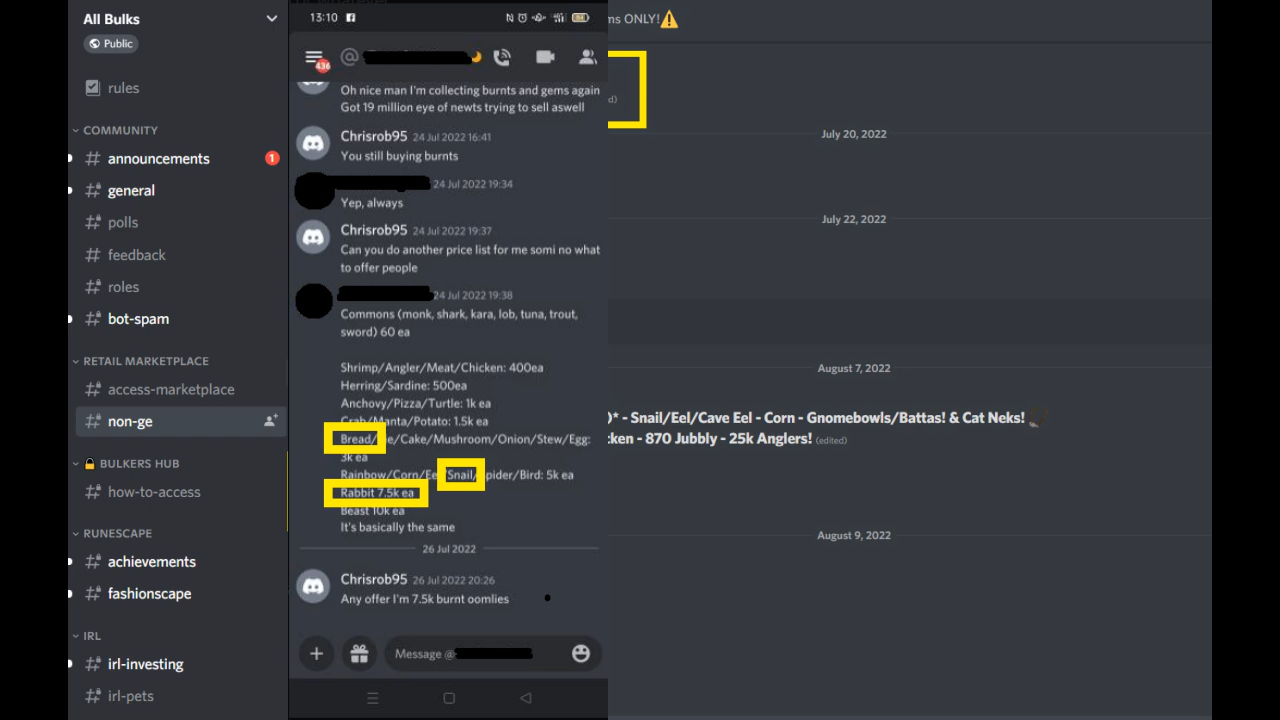 All Bulks
Public
rules
COMMUNITY
# announcements 1
# general
# polls
# feedback
# roles
# bot-spam
RETAIL MARKETPLACE
# access-marketplace
# non-ge
BULKERS HUB
# how-to-access
RUNESCAPE
# achievements
# fashionscape
IRL
# irl-investing
# irl-pets
13:10
436 @
Oh nice man I'm collecting burnts and gems again
Got 19 million eye of newts trying to sell aswell
Chrisrob95 24 Jul 2022 16:41
You still buying burnts
24 Jul 2022 19:34
Yep, always
Chrisrob95 24 Jul 2022 19:37
Can you do another price list for me somi no what
to offer people
24 Jul 2022 19:38
Commons (monk, shark, kara, lob, tuna, trout,
sword) 60 ea
Shrimp/Angler/Meat/Chicken: 400ea
Herring/Sardine: 500ea
Anchovy/Pizza/Turtle: 1k ea
Crab/Manta/Potato: 1.5k ea
Bread/ /Cake/Mushroom/Onion/Stew/Egg:
3k ea
Rainbow/Corn/ /Snail/ /Bird: 5k ea
Rabbit 7.5k ea
Beast 10k ea
It's basically the same
26 Jul 2022
Chrisrob95 26 Jul 2022 20:26
Any offer I'm 7.5k burnt oomlies
Message @
ONLY!
July 20, 2022
July 22, 2022
August 7, 2022
* - Snail/Eel/Cave Eel - Corn - Gnomebowls/Battas! & Cat Neks!
- 870 Jubbly - 25k Anglers! (edited)
August 9, 2022